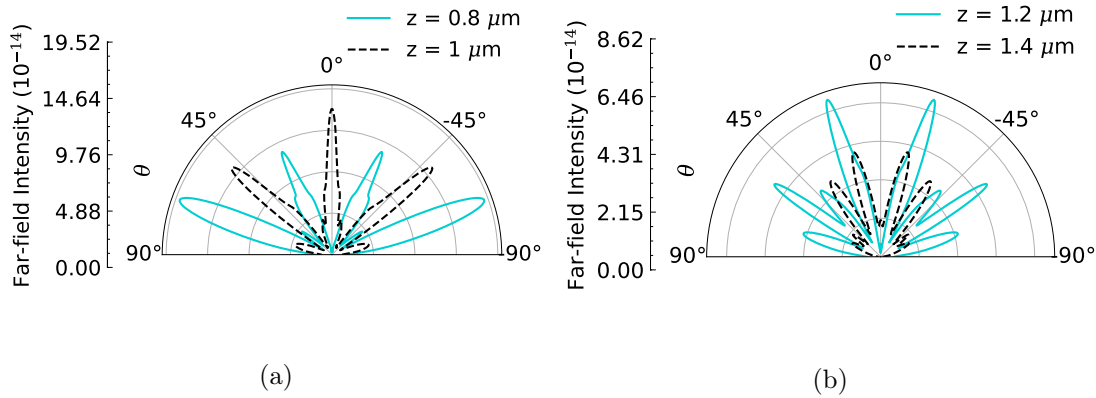 z = 0.8 μm
z = 1 μm
Far-field Intensity (10⁻¹⁴)
19.52
14.64
9.76
4.88
0.00
θ
90°
45°
0°
-45°
-90°
(a)
z = 1.2 μm
z = 1.4 μm
Far-field Intensity (10⁻¹⁴)
8.62
6.46
4.31
2.15
0.00
θ
90°
45°
0°
-45°
-90°
(b)